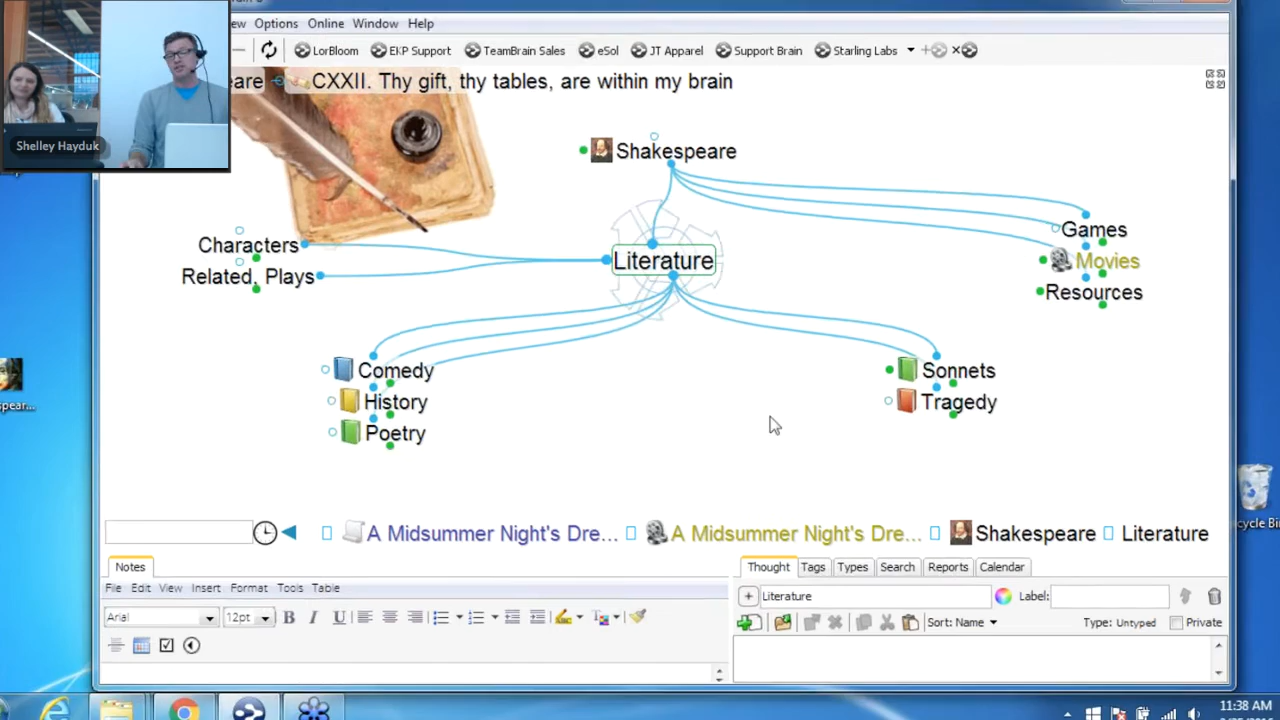 Options Online Window Help
LorBloom EKP Support TeamBrain Sales eSol JT Apparel Support Brain Starling Labs
CXXII. Thy gift, thy tables, are within my brain
Shelley Hayduk
Shakespeare
Games
Movies
Resources
Characters
Related, Plays
Literature
Comedy
History
Poetry
Sonnets
Tragedy
A Midsummer Night's Dre... A Midsummer Night's Dre... Shakespeare Literature
Notes
File Edit View Insert Format Tools Table
Arial 12pt B I U
Thought Tags Types Search Reports Calendar
Literature Label:
Sort: Name Type: Untyped Private
11:38 AM